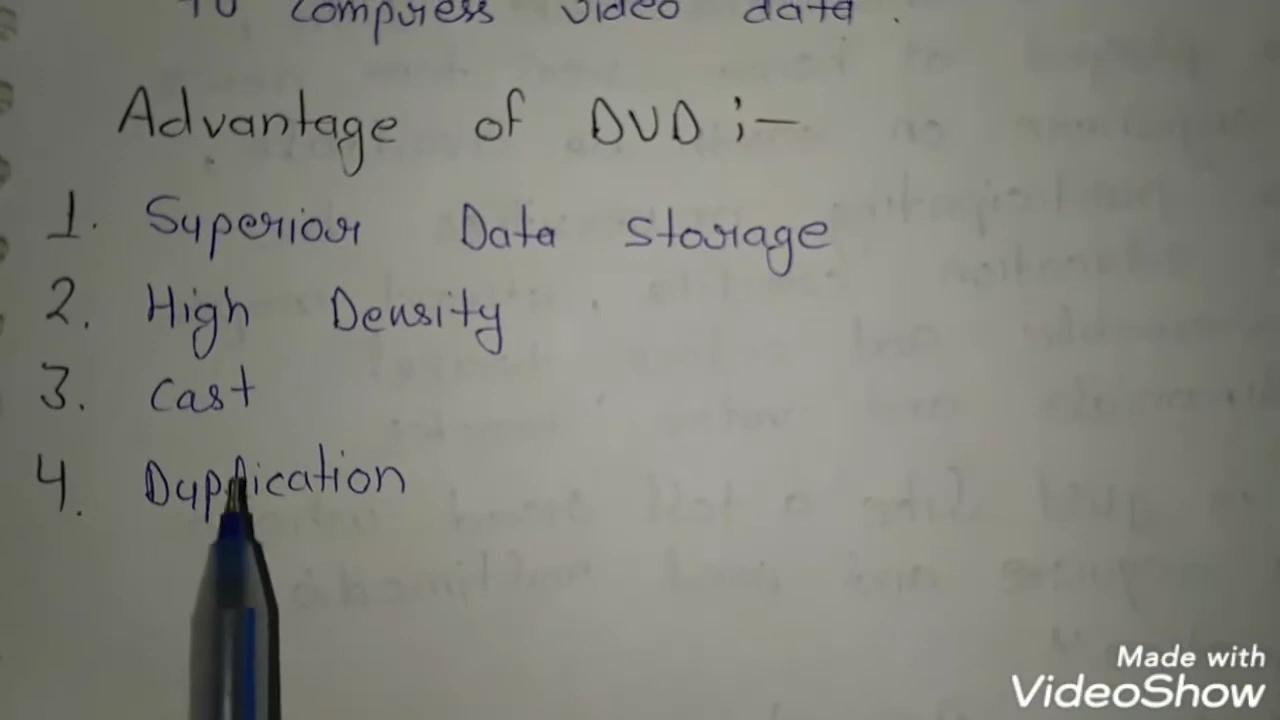 to compress video data.
Advantage of DVD :-
1. Superior Data storage
2. High Density
3. Cast
4. Duplication
Made with
VideoShow